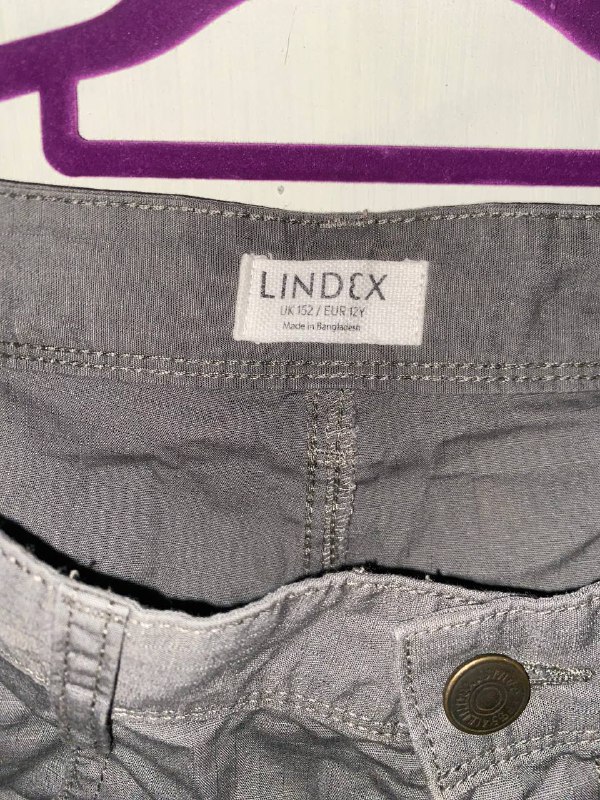 LINDEX
UK 152 / EUR 12Y
Made in Bangladesh